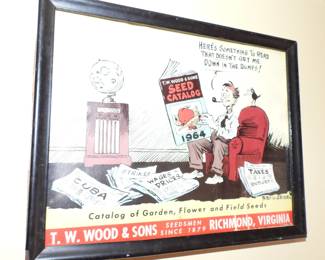 HERE'S SOMETHING TO READ
THAT DOESN'T GET ME
DOWN IN THE DUMPS!
T.W. WOOD & SONS
SEED
CATALOG
1964
CUBA
STRIKES
WAGES
PRICES
TAXES
Catalog of Garden, Flower and Field Seeds
T. W. WOOD & SONS SEEDSMEN SINCE 1879 RICHMOND, VIRGINIA